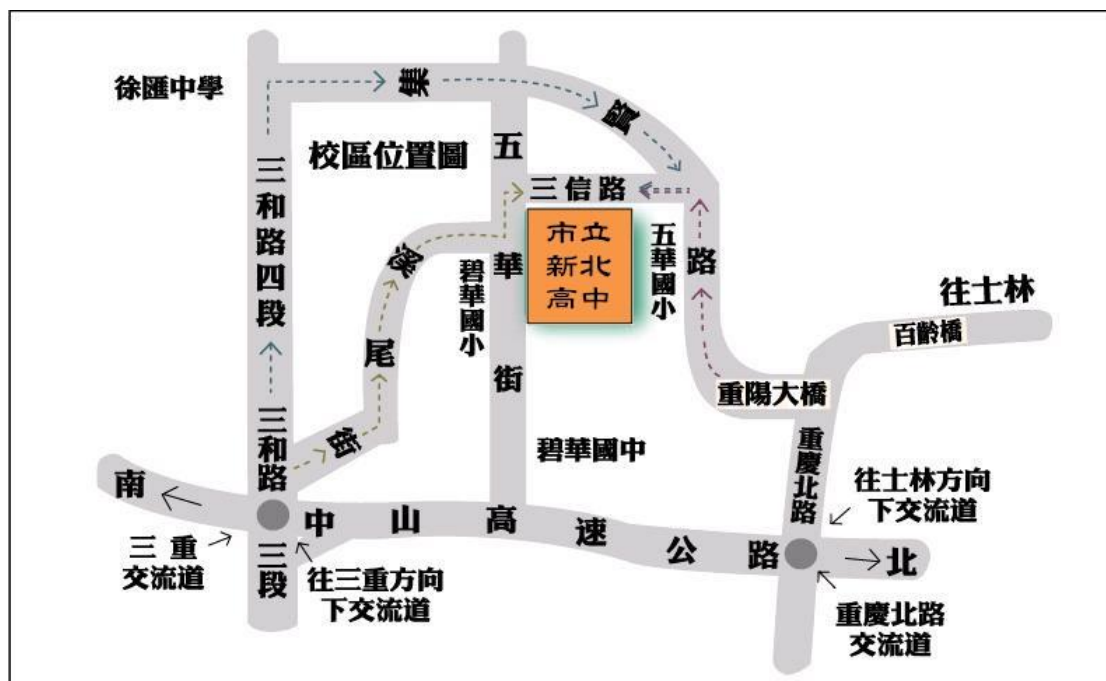 徐匯中學
集賢路
校區位置圖
五華街
三信路
市立
新北
高中
三和路四段
溪尾街
碧華國小
五華國小
往士林
百齡橋
重陽大橋
三和路
三段
碧華國中
重慶北路
往士林方向
下交流道
南
中山高速公路
北
三重
交流道
往三重方向
下交流道
重慶北路
交流道